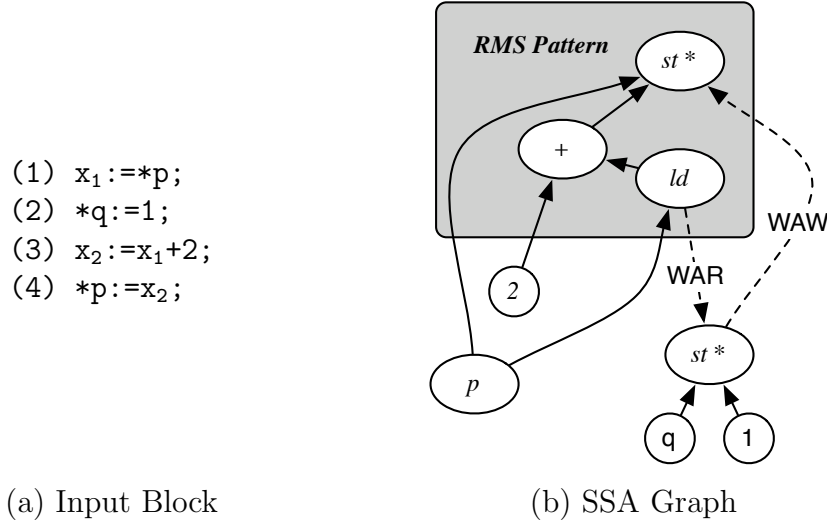 (1) x₁:=*p;
(2) *q:=1;
(3) x₂:=x₁+2;
(4) *p:=x₂;
(a) Input Block
RMS Pattern
st *
+
ld
WAW
WAR
2
st *
p
q
1
(b) SSA Graph